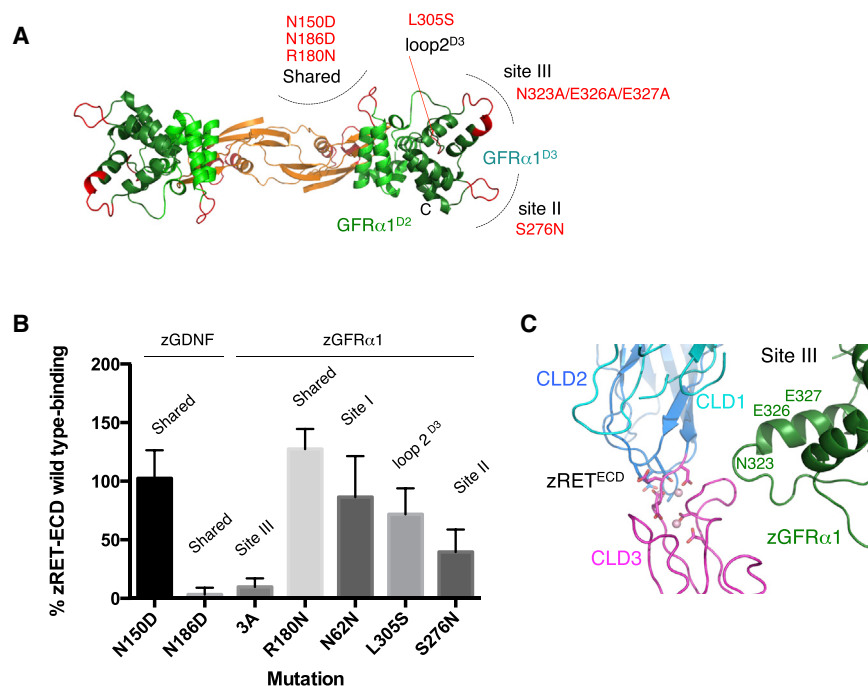 A
N150D
N186D
R180N
Shared
L305S
loop2D3
site III
N323A/E326A/E327A
GFRα1D3
GFRα1D2
C
site II
S276N
B
zGDNF
zGFRα1
% zRET-ECD wild type-binding
200
150
100
50
0
Shared
Shared
Site III
Shared
Site I
loop 2 D3
Site II
N150D
N186D
3A
R180N
N62N
L305S
S276N
Mutation
C
Site III
CLD2
CLD1
E327
E326
N323
zRETECD
zGFRα1
CLD3